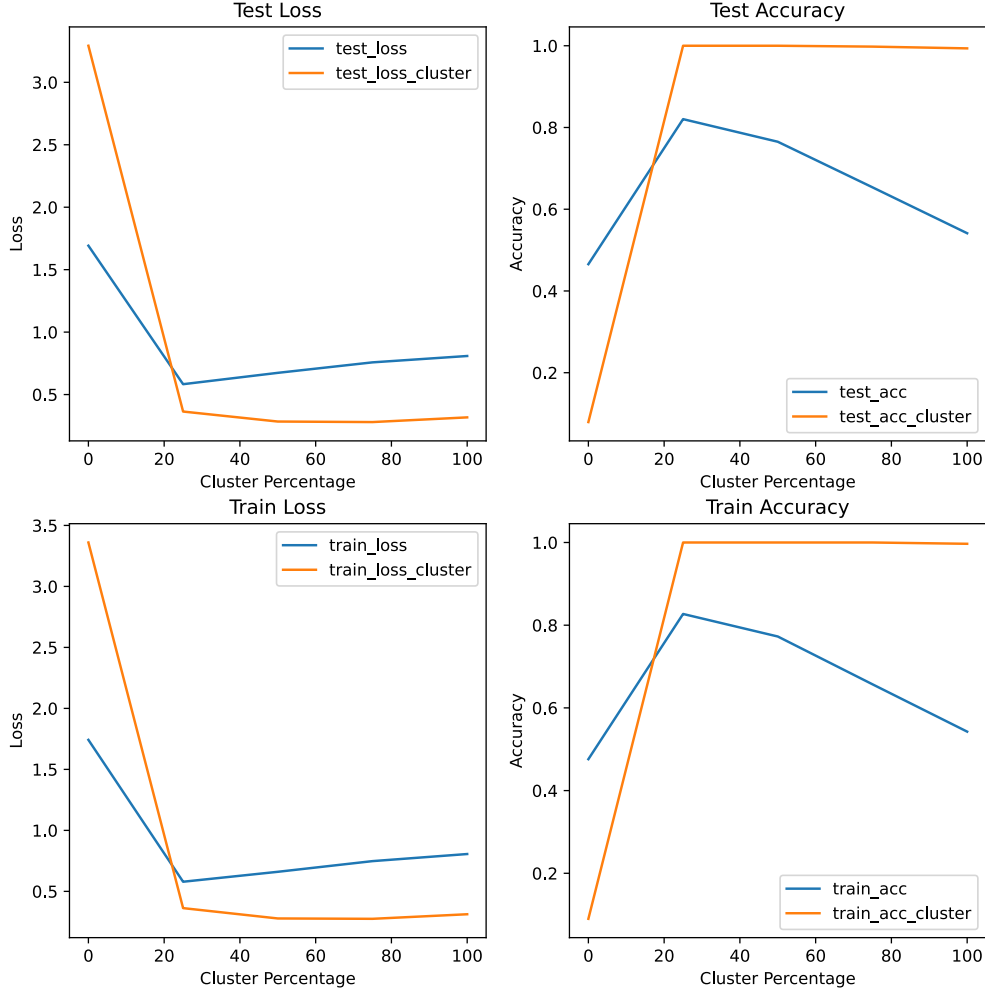 Test Loss
test_loss
test_loss_cluster
3.0
2.5
2.0
1.5
1.0
0.5
Loss
0 20 40 60 80 100
Cluster Percentage
Test Accuracy
1.0
0.8
0.6
0.4
0.2
Accuracy
test_acc
test_acc_cluster
0 20 40 60 80 100
Cluster Percentage
Train Loss
train_loss
train_loss_cluster
3.5
3.0
2.5
2.0
1.5
1.0
0.5
Loss
0 20 40 60 80 100
Cluster Percentage
Train Accuracy
1.0
0.8
0.6
0.4
0.2
Accuracy
train_acc
train_acc_cluster
0 20 40 60 80 100
Cluster Percentage